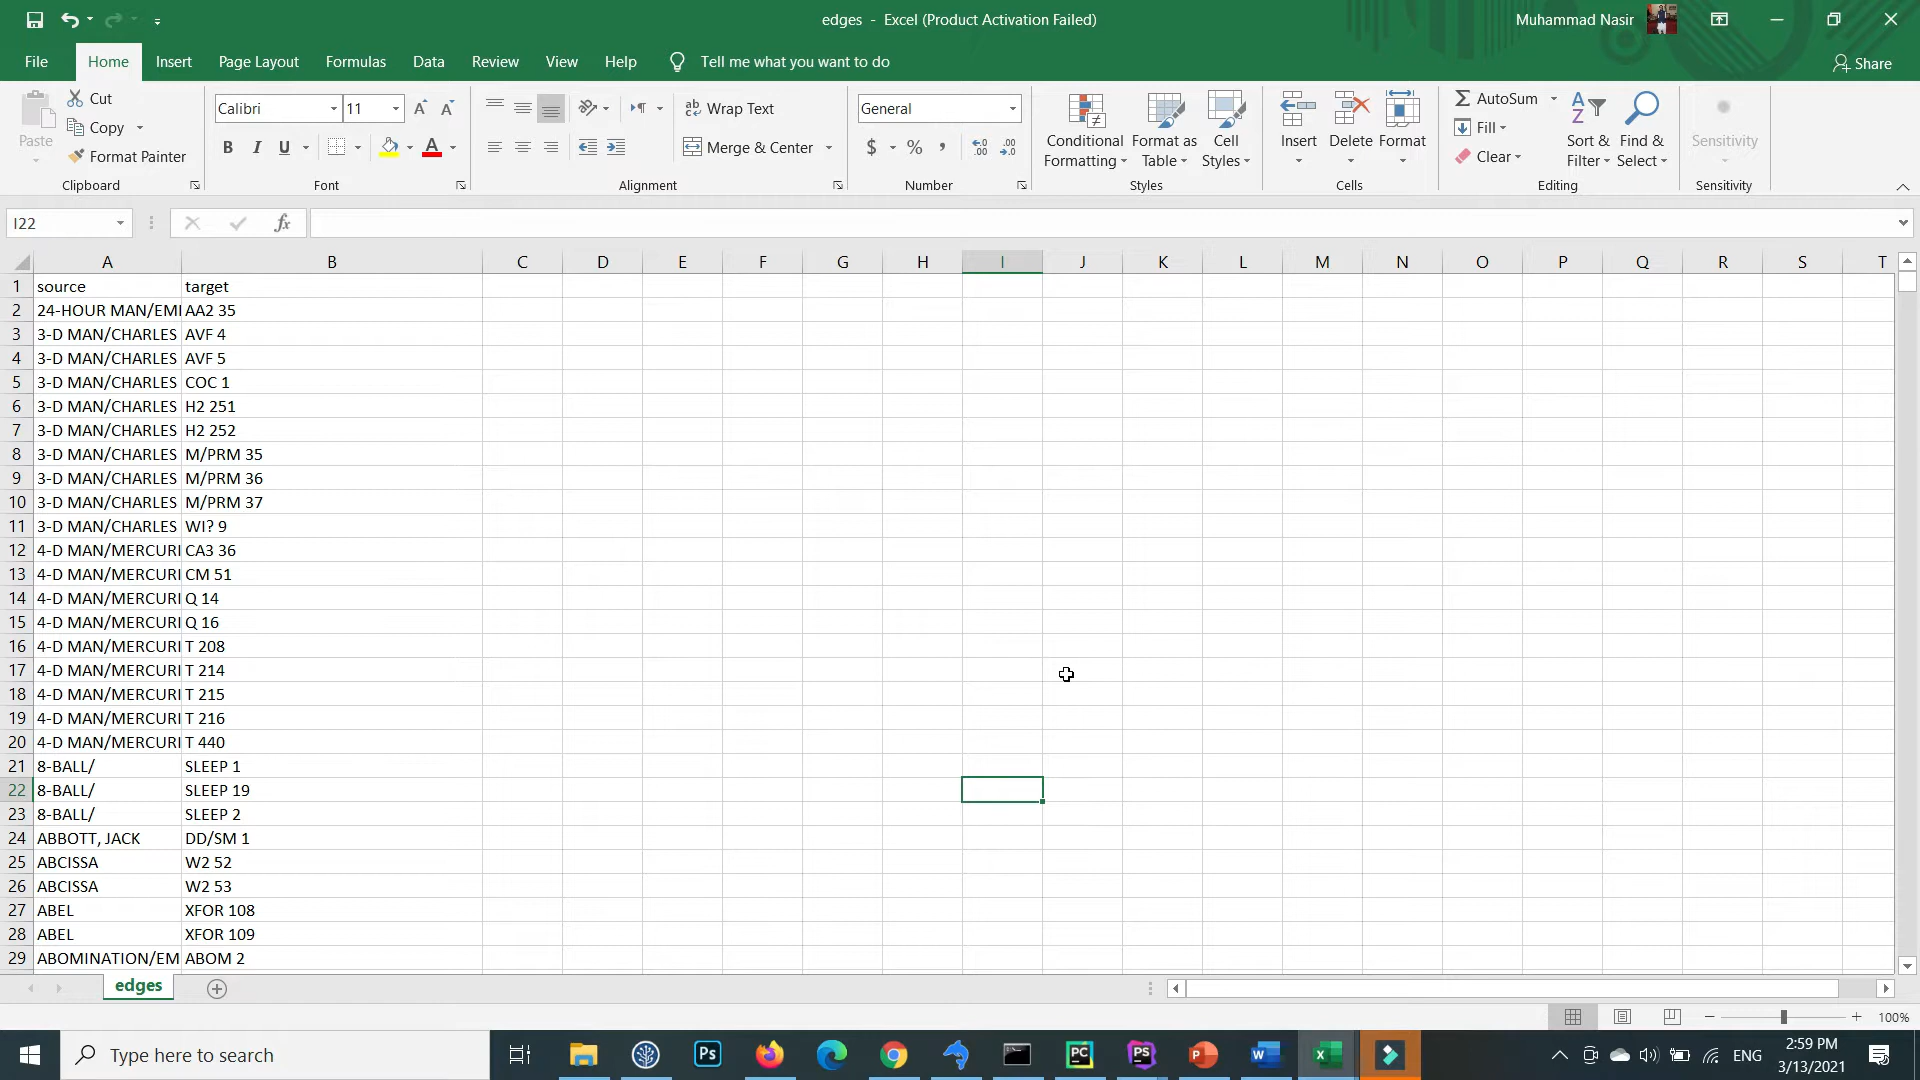 edges - Excel (Product Activation Failed)
Muhammad Nasir
File Home Insert Page Layout Formulas Data Review View Help Tell me what you want to do
Share
Paste
Cut
Copy
Format Painter
Clipboard
Calibri 11
B I U A
Font
Wrap Text
Merge & Center
Alignment
General
$ % ,
Number
Conditional Formatting
Format as Table
Cell Styles
Styles
Insert Delete Format
Cells
AutoSum
Fill
Clear
Sort & Filter
Find & Select
Editing
Sensitivity
Sensitivity
I22
fx
A B C D E F G H I J K L M N O P Q R S T
1 source target
2 24-HOUR MAN/EM AA2 35
3 3-D MAN/CHARLES AVF 4
4 3-D MAN/CHARLES AVF 5
5 3-D MAN/CHARLES COC 1
6 3-D MAN/CHARLES H2 251
7 3-D MAN/CHARLES H2 252
8 3-D MAN/CHARLES M/PRM 35
9 3-D MAN/CHARLES M/PRM 36
10 3-D MAN/CHARLES M/PRM 37
11 3-D MAN/CHARLES WI? 9
12 4-D MAN/MERCURI CA3 36
13 4-D MAN/MERCURI CM 51
14 4-D MAN/MERCURI Q 14
15 4-D MAN/MERCURI Q 16
16 4-D MAN/MERCURI T 208
17 4-D MAN/MERCURI T 214
18 4-D MAN/MERCURI T 215
19 4-D MAN/MERCURI T 216
20 4-D MAN/MERCURI T 440
21 8-BALL/ SLEEP 1
22 8-BALL/ SLEEP 19
23 8-BALL/ SLEEP 2
24 ABBOTT, JACK DD/SM 1
25 ABCISSA W2 52
26 ABCISSA W2 53
27 ABEL XFOR 108
28 ABEL XFOR 109
29 ABOMINATION/EM ABOM 2
edges
100%
Type here to search
Ps
PC
PS
ENG
2:59 PM
3/13/2021